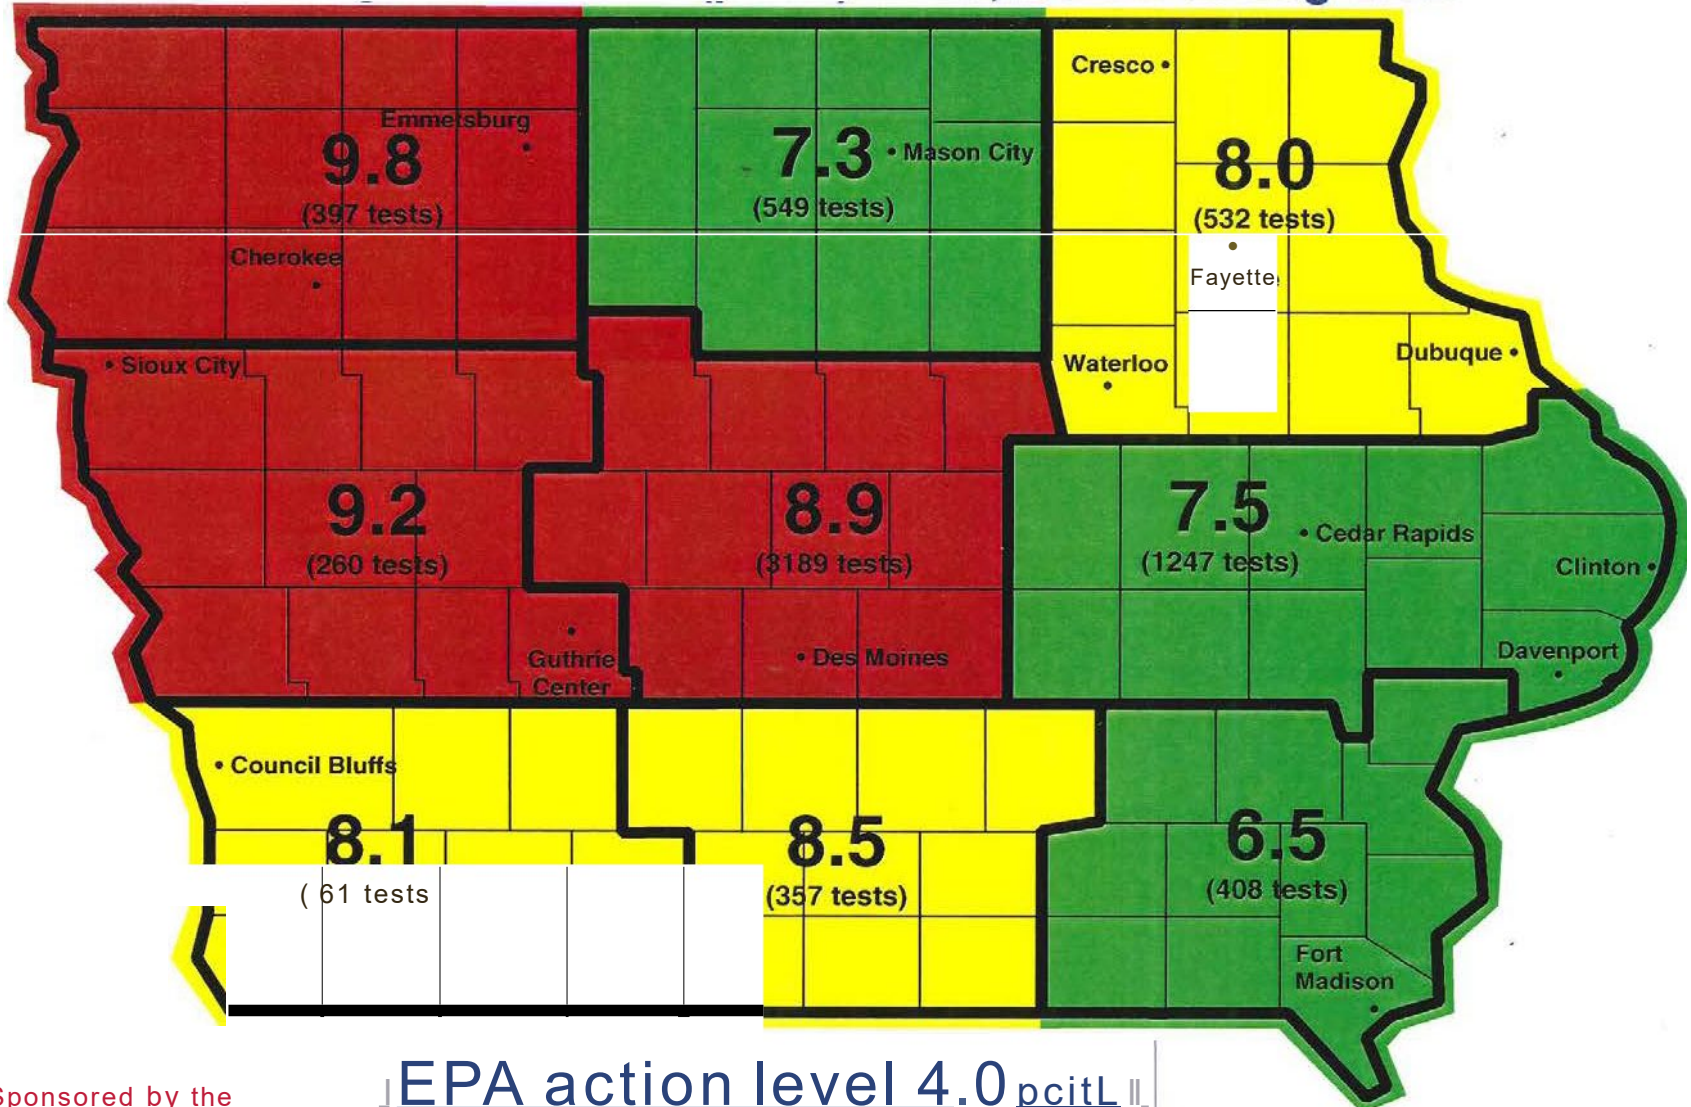 Cresco
Emmetsburg
9.8
(397 tests)
7.3
Mason City
(549 tests)
8.0
(532 tests)
Cherokee
Fayette
Sioux City
Waterloo
Dubuque
9.2
(260 tests)
8.9
(3189 tests)
7.5
Cedar Rapids
(1247 tests)
Clinton
Guthrie
Center
Des Moines
Davenport
Council Bluffs
8.1
( 61 tests
8.5
(357 tests)
6.5
(408 tests)
Fort
Madison
EPA action level 4.0 pcitL
Sponsored by the